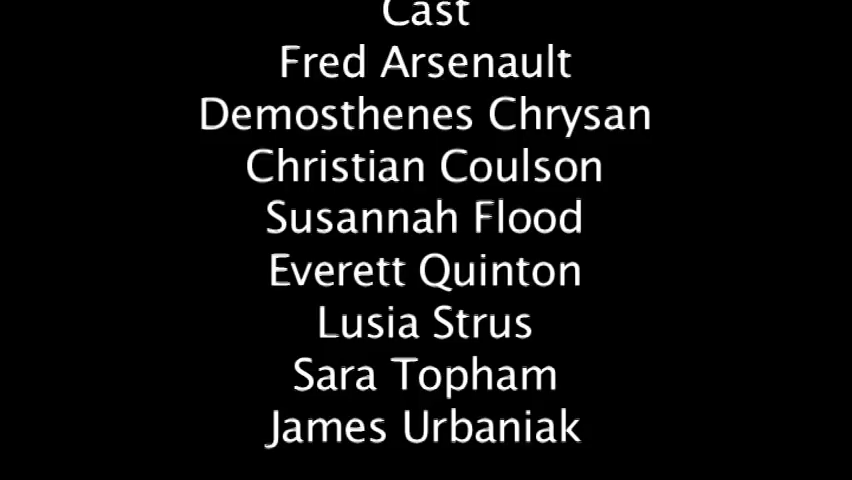 Cast
Fred Arsenault
Demosthenes Chrysan
Christian Coulson
Susannah Flood
Everett Quinton
Lusia Strus
Sara Topham
James Urbaniak